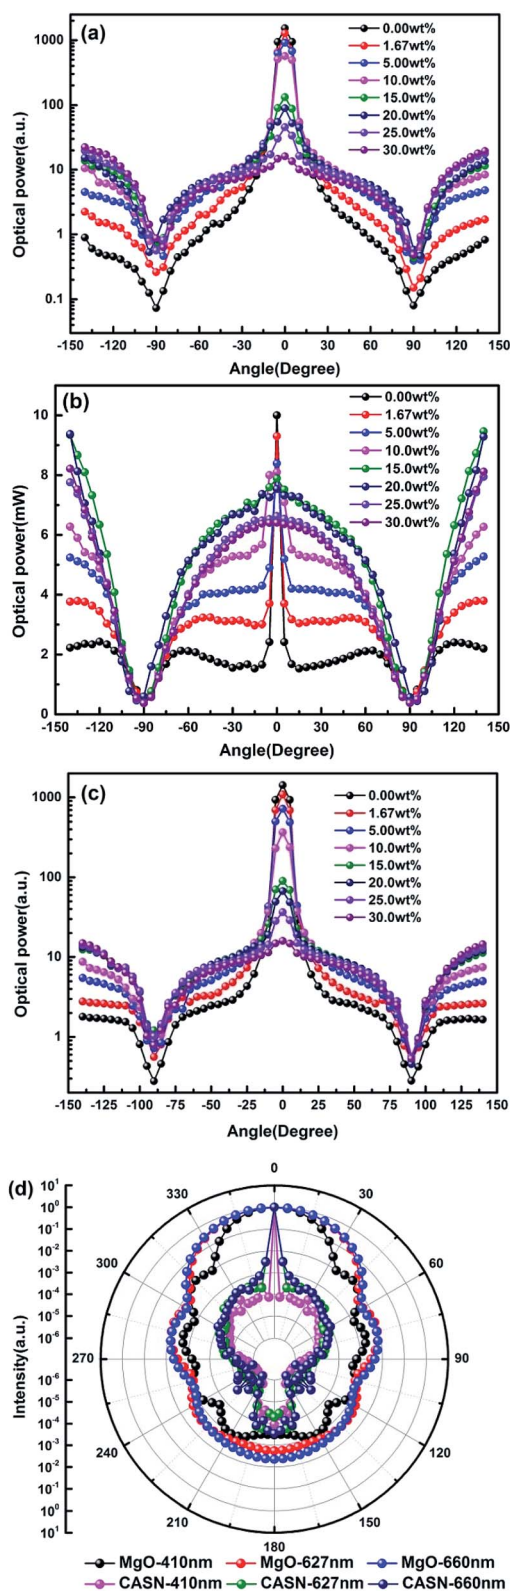 (a)
0.00wt%
1.67wt%
5.00wt%
10.0wt%
15.0wt%
20.0wt%
25.0wt%
30.0wt%
Optical power(a.u.)
1000
100
10
1
0.1
-150 -120 -90 -60 -30 0 30 60 90 120 150
Angle(Degree)
(b)
0.00wt%
1.67wt%
5.00wt%
10.0wt%
15.0wt%
20.0wt%
25.0wt%
30.0wt%
Optical power(mW)
10
8
6
4
2
0
-150 -120 -90 -60 -30 0 30 60 90 120 150
Angle(Degree)
(c)
0.00wt%
1.67wt%
5.00wt%
10.0wt%
15.0wt%
20.0wt%
25.0wt%
30.0wt%
Optical power(a.u.)
1000
100
10
1
-150 -125 -100 -75 -50 -25 0 25 50 75 100 125 150
Angle(Degree)
(d)
Intensity(a.u.)
10¹
10⁰
10⁻¹
10⁻²
10⁻³
10⁻⁴
10⁻⁵
10⁻⁶
10⁻⁶
10⁻⁵
10⁻⁴
10⁻³
10⁻²
10⁻¹
10⁰
10¹
0
330 30
300 60
270 90
240 120
210 150
180
MgO-410nm MgO-627nm MgO-660nm
CASN-410nm CASN-627nm CASN-660nm